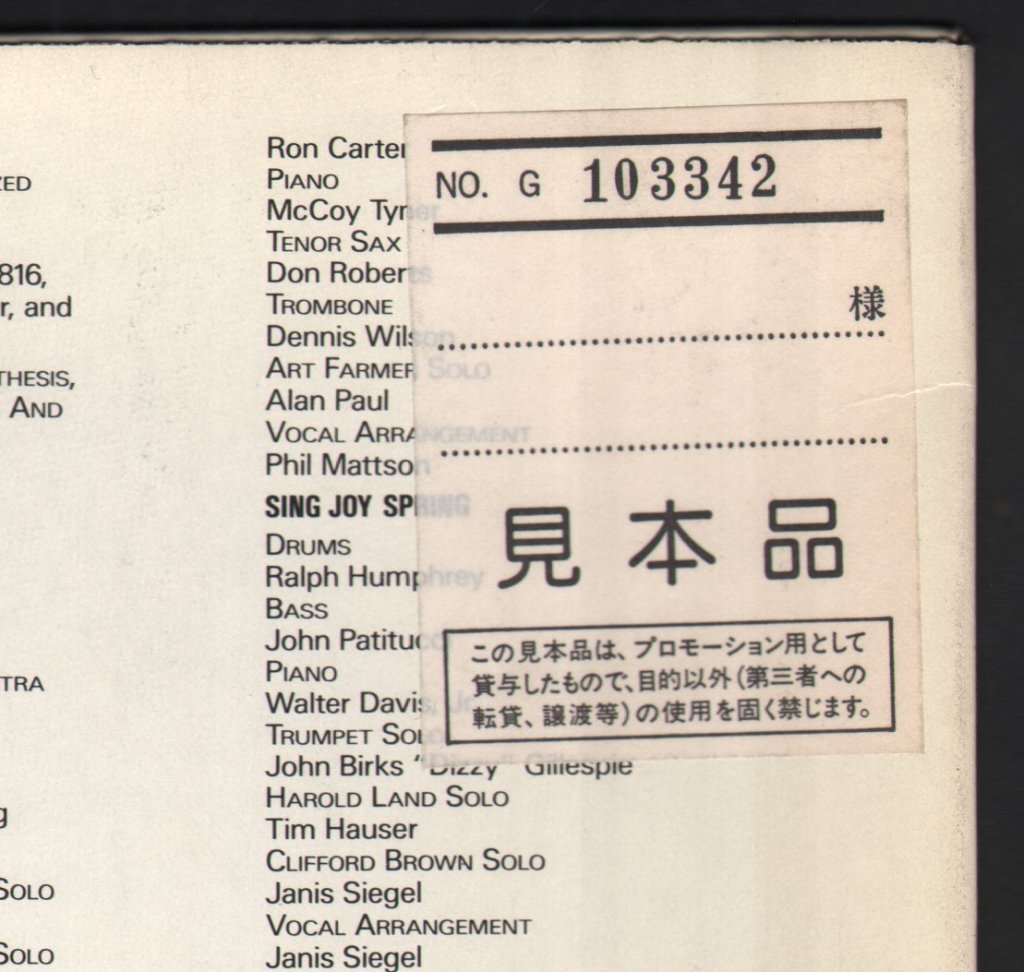 ZED
816,
r, and
THESIS,
AND
TRA
g
SOLO
SOLO
Ron Carter
PIANO
McCoy Tyner
TENOR SAX
Don Roberts
TROMBONE
Dennis Wilson
ART FARMER SOLO
Alan Paul
VOCAL ARRANGEMENT
Phil Mattson
SING JOY SPRING
DRUMS
Ralph Humphrey
BASS
John Patitucci
PIANO
Walter Davis, Jr.
TRUMPET SOLO
John Birks "Dizzy" Gillespie
HAROLD LAND SOLO
Tim Hauser
CLIFFORD BROWN SOLO
Janis Siegel
VOCAL ARRANGEMENT
Janis Siegel
NO. G 103342
様
見本品
この見本品は、プロモーション用として
貸与したもので、目的以外(第三者への
転貸、譲渡等)の使用を固く禁じます。